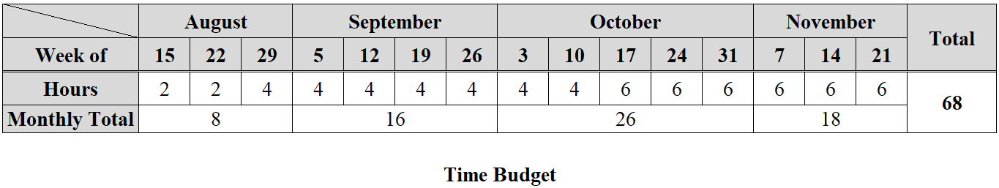 August September October November Total
Week of 15 22 29 5 12 19 26 3 10 17 24 31 7 14 21
Hours 2 2 4 4 4 4 4 4 4 6 6 6 6 6 6 68
Monthly Total 8 16 26 18
Time Budget